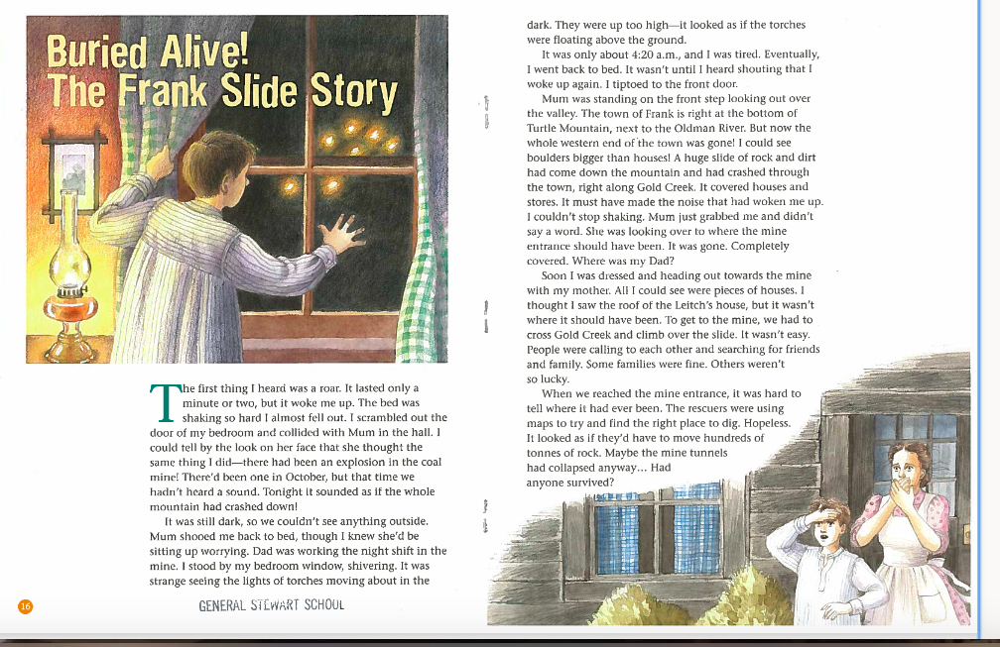 Buried Alive!
The Frank Slide Story
The first thing I heard was a roar. It lasted only a
minute or two, but it woke me up. The bed was
shaking so hard I almost fell out. I scrambled out the
door of my bedroom and collided with Mum in the hall. I
could tell by the look on her face that she thought the
same thing I did—there had been an explosion in the coal
mine! There'd been one in October, but that time we
hadn't heard a sound. Tonight it sounded as if the whole
mountain had crashed down!
It was still dark, so we couldn't see anything outside.
Mum shooed me back to bed, though I knew she'd be
sitting up worrying. Dad was working the night shift in the
mine. I stood by my bedroom window, shivering. It was
strange seeing the lights of torches moving about in the
16
GENERAL STEWART SCHOOL
dark. They were up too high—it looked as if the torches
were floating above the ground.
It was only about 4:20 a.m., and I was tired. Eventually,
I went back to bed. It wasn't until I heard shouting that I
woke up again. I tiptoed to the front door.
Mum was standing on the front step looking out over
the valley. The town of Frank is right at the bottom of
Turtle Mountain, next to the Oldman River. But now the
whole western end of the town was gone! I could see
boulders bigger than houses! A huge slide of rock and dirt
had come down the mountain and had crashed through
the town, right along Gold Creek. It covered houses and
stores. It must have made the noise that had woken me up.
I couldn't stop shaking. Mum just grabbed me and didn't
say a word. She was looking over to where the mine
entrance should have been. It was gone. Completely
covered. Where was my Dad?
Soon I was dressed and heading out towards the mine
with my mother. All I could see were pieces of houses. I
thought I saw the roof of the Leitch's house, but it wasn't
where it should have been. To get to the mine, we had to
cross Gold Creek and climb over the slide. It wasn't easy.
People were calling to each other and searching for friends
and family. Some families were fine. Others weren't
so lucky.
When we reached the mine entrance, it was hard to
tell where it had ever been. The rescuers were using
maps to try and find the right place to dig. Hopeless.
It looked as if they'd have to move hundreds of
tonnes of rock. Maybe the mine tunnels
had collapsed anyway... Had
anyone survived?